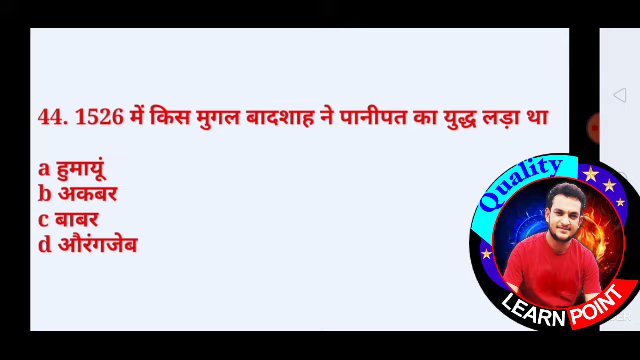 44. 1526 में किस मुगल बादशाह ने पानीपत का युद्ध लड़ा था
a हुमायूं
b अकबर
c बाबर
d औरंगजेब
Quality
LEARN POINT